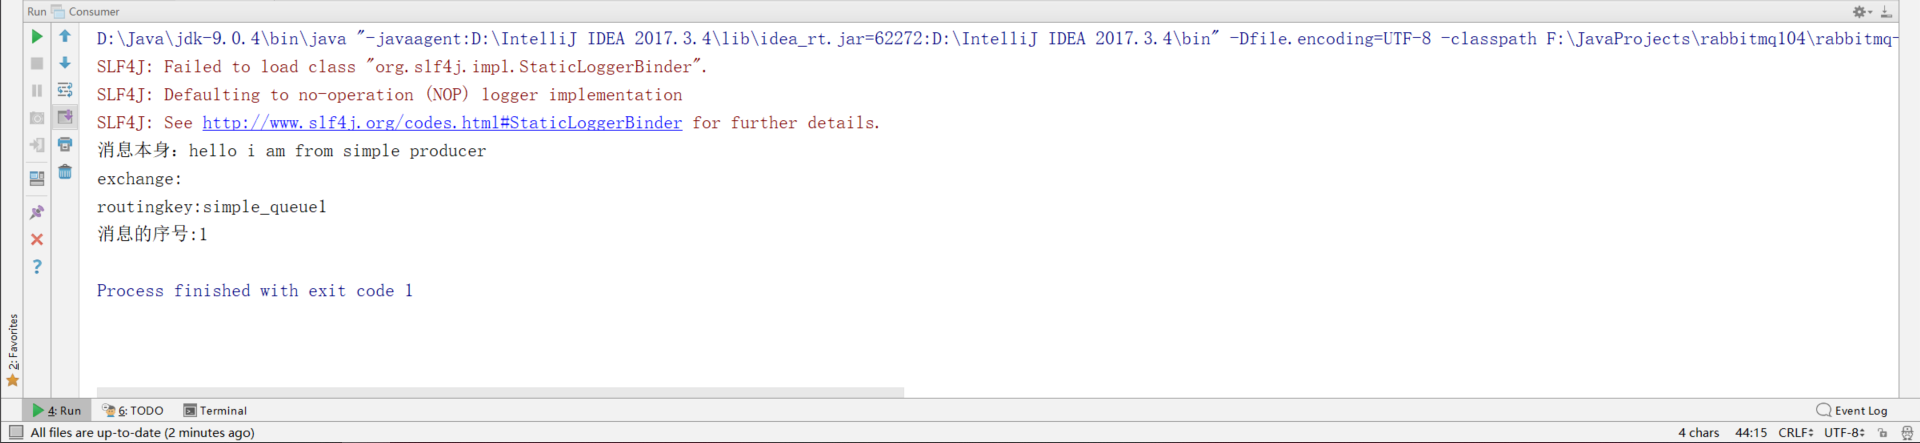 Run Consumer
D:\Java\jdk-9.0.4\bin\java "-javaagent:D:\IntelliJ IDEA 2017.3.4\lib\idea_rt.jar=62272:D:\IntelliJ IDEA 2017.3.4\bin" -Dfile.encoding=UTF-8 -classpath F:\JavaProjects\rabbitmq104\rabbitmq-
SLF4J: Failed to load class "org.slf4j.impl.StaticLoggerBinder".
SLF4J: Defaulting to no-operation (NOP) logger implementation
SLF4J: See http://www.slf4j.org/codes.html#StaticLoggerBinder for further details.
消息本身: hello i am from simple producer
exchange:
routingkey:simple_queue1
消息的序号:1
Process finished with exit code 1
2: Favorites
4: Run
6: TODO
Terminal
Event Log
All files are up-to-date (2 minutes ago)
4 chars 44:15 CRLF UTF-8